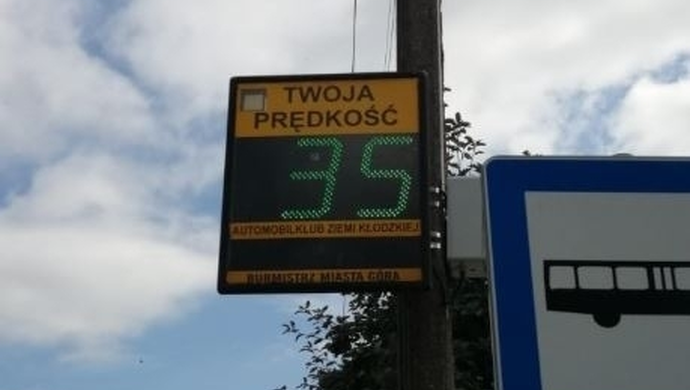 TWOJA
PRĘDKOŚĆ
35
AUTOMOBILKLUB ZIEMI KŁODZKIEJ
BURMISTRZ MIASTA GÓRA